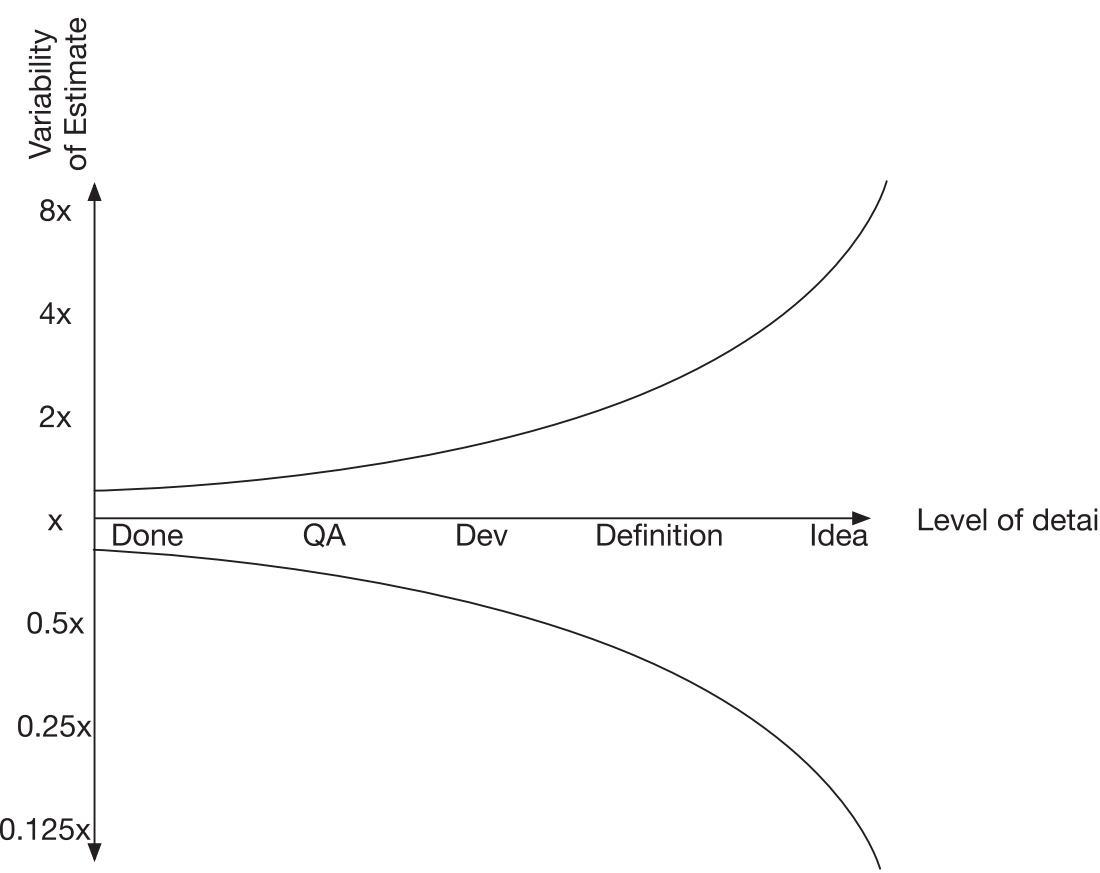 Variability
of Estimate
8x
4x
2x
x
Done QA Dev Definition Idea
Level of detai
0.5x
0.25x
0.125x